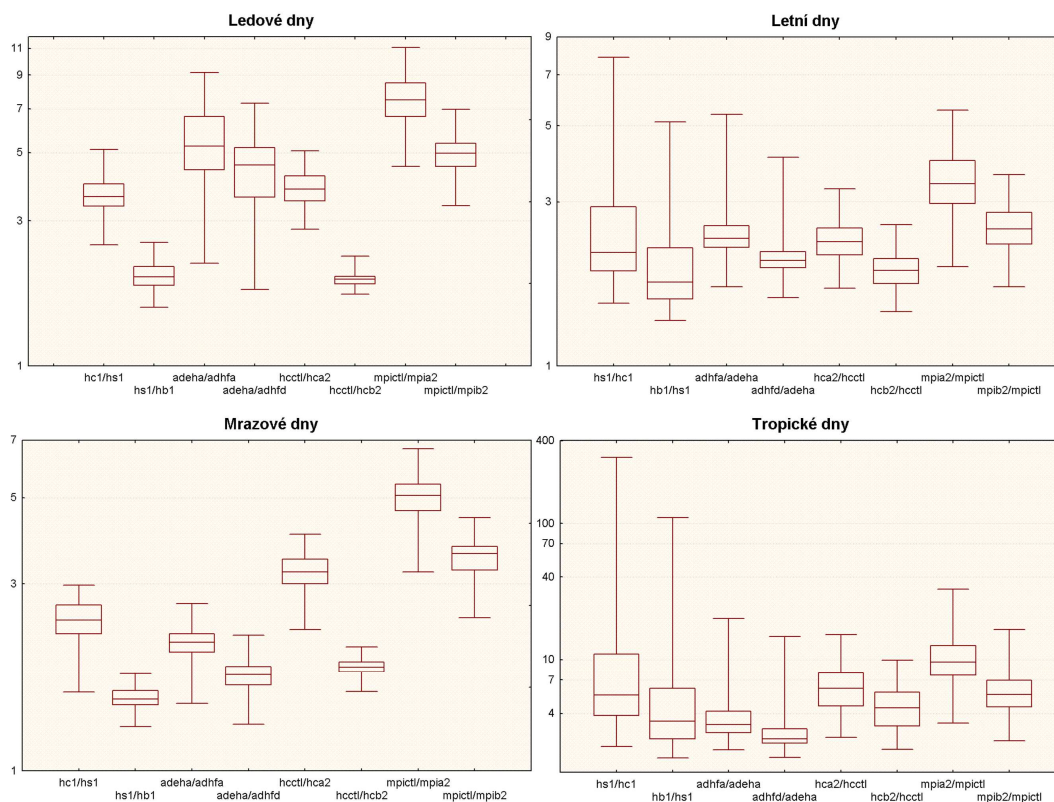 Ledové dny
11
9
7
5
3
1
hc1/hs1 adeha/adhfa hcctl/hca2 mpictl/mpia2
hs1/hb1 adeha/adhfd hcctl/hcb2 mpictl/mpib2
Letní dny
9
7
5
3
1
hs1/hc1 adhfa/adeha hca2/hcctl mpia2/mpictl
hb1/hs1 adhfd/adeha hcb2/hcctl mpib2/mpictl
Mrazové dny
7
5
3
1
hc1/hs1 adeha/adhfa hcctl/hca2 mpictl/mpia2
hs1/hb1 adeha/adhfd hcctl/hcb2 mpictl/mpib2
Tropické dny
400
100
70
40
10
7
4
hs1/hc1 adhfa/adeha hca2/hcctl mpia2/mpictl
hb1/hs1 adhfd/adeha hcb2/hcctl mpib2/mpictl